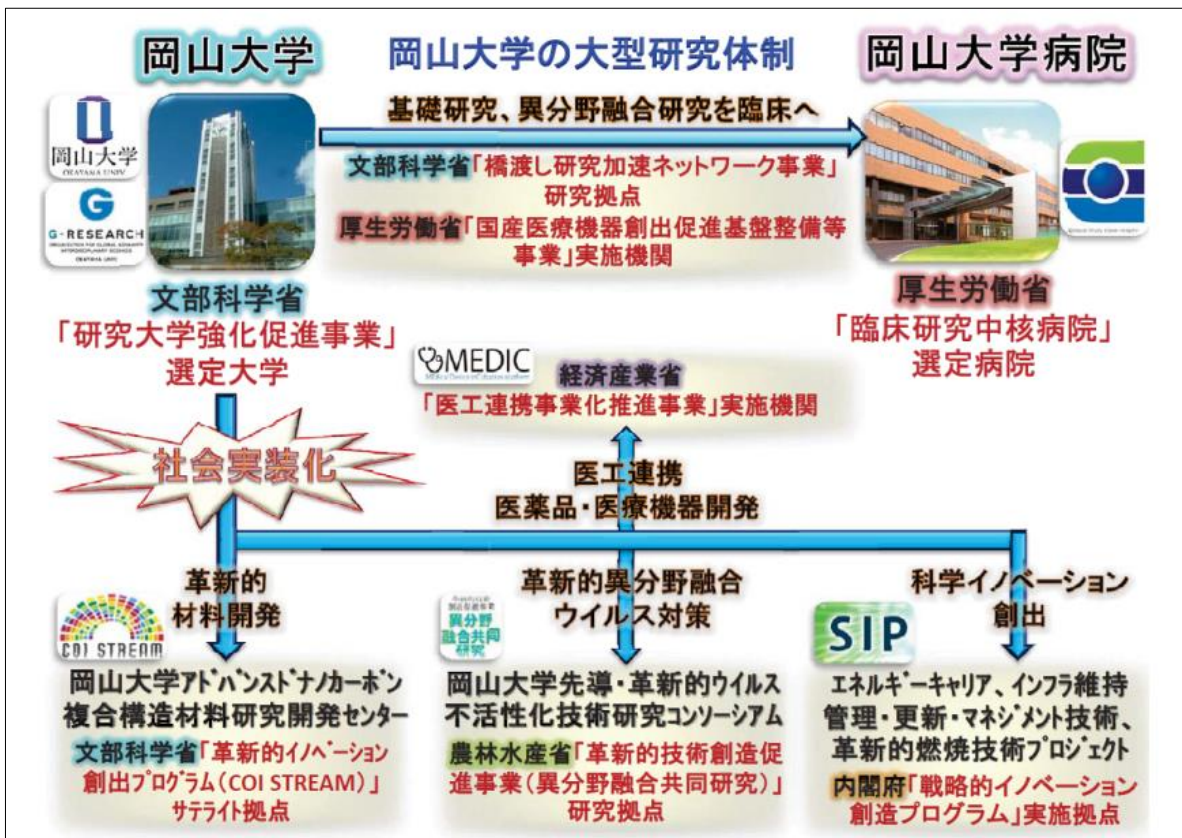 岡山大学
岡山大学の大型研究体制
岡山大学病院
基礎研究、異分野融合研究を臨床へ
岡山大学
OKAYAMA UNIV.
G-RESEARCH
OKAYAMA UNIV.
文部科学省「橋渡し研究加速ネットワーク事業」
研究拠点
厚生労働省「国産医療機器創出促進基盤整備等
事業」実施機関
文部科学省
「研究大学強化促進事業」
選定大学
厚生労働省
「臨床研究中核病院」
選定病院
MEDIC
経済産業省
「医工連携事業化推進事業」実施機関
社会実装化
医工連携
医薬品・医療機器開発
革新的
材料開発
革新的異分野融合
ウイルス対策
科学イノベーション
創出
COI STREAM
異分野
融合共同
研究
SIP
岡山大学アドバンストナノカーボン
複合構造材料研究開発センター
文部科学省「革新的イノベーション
創出プログラム(COI STREAM)」
サテライト拠点
岡山大学先導・革新的ウイルス
不活性化技術研究コンソーシアム
農林水産省「革新的技術創造促
進事業(異分野融合共同研究)」
研究拠点
エネルギーキャリア、インフラ維持
管理・更新・マネジメント技術、
革新的燃焼技術プロジェクト
内閣府「戦略的イノベーション
創造プログラム」実施拠点